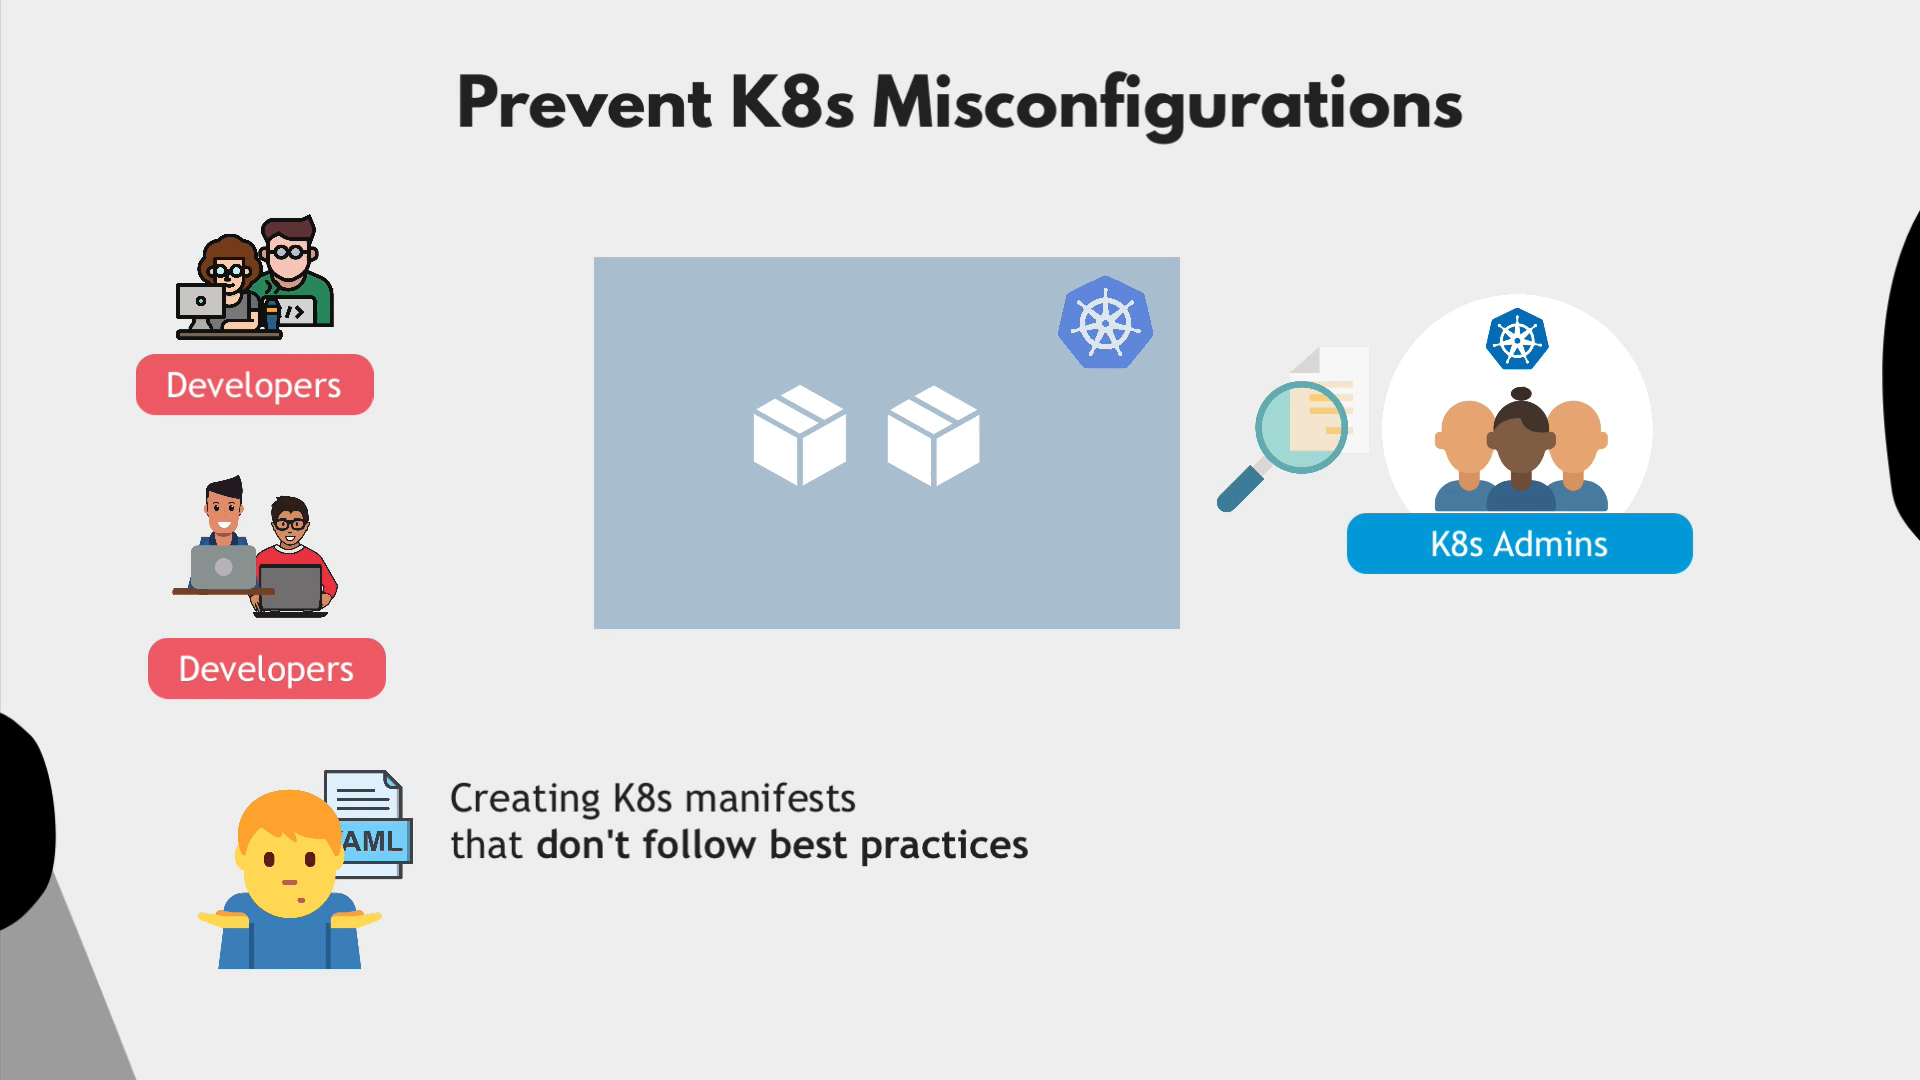 Prevent K8s Misconfigurations
</>
Developers
K8s Admins
Developers
AML
Creating K8s manifests
that don't follow best practices